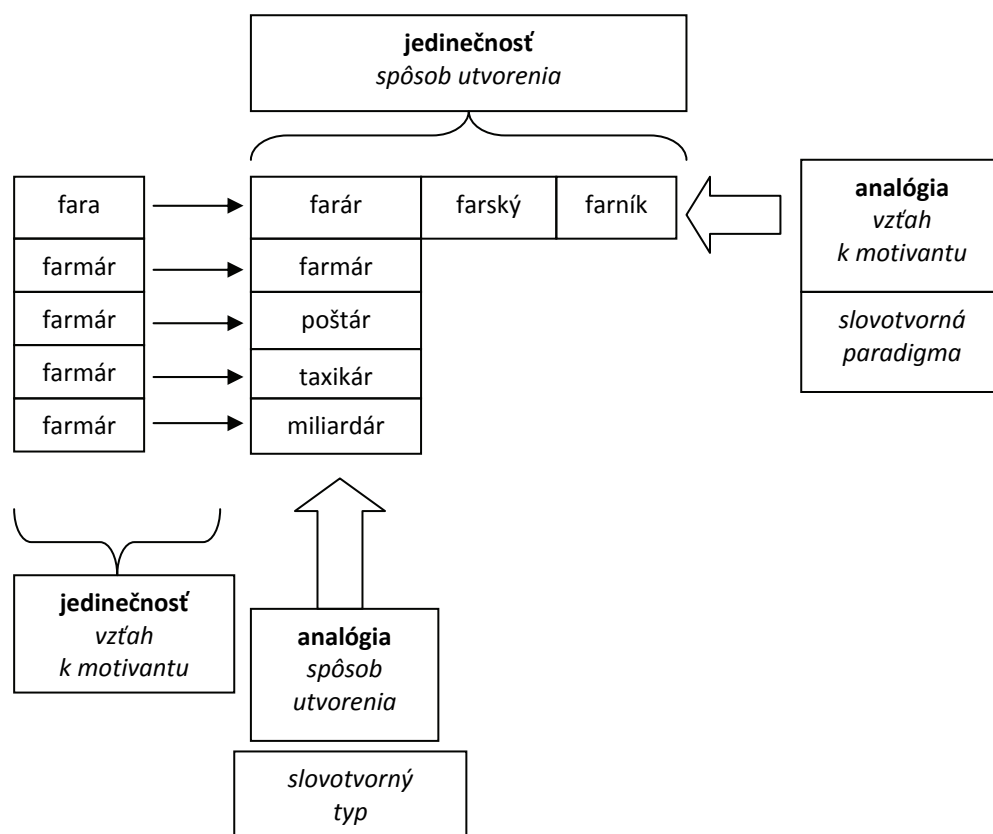 jedinečnosť
spôsob utvorenia
fara
farár
farský
farník
farmár
farmár
farmár
poštár
farmár
taxikár
farmár
miliardár
analógia
vzťah
k motivantu
slovotvorná
paradigma
jedinečnosť
vzťah
k motivantu
analógia
spôsob
utvorenia
slovotvorný
typ